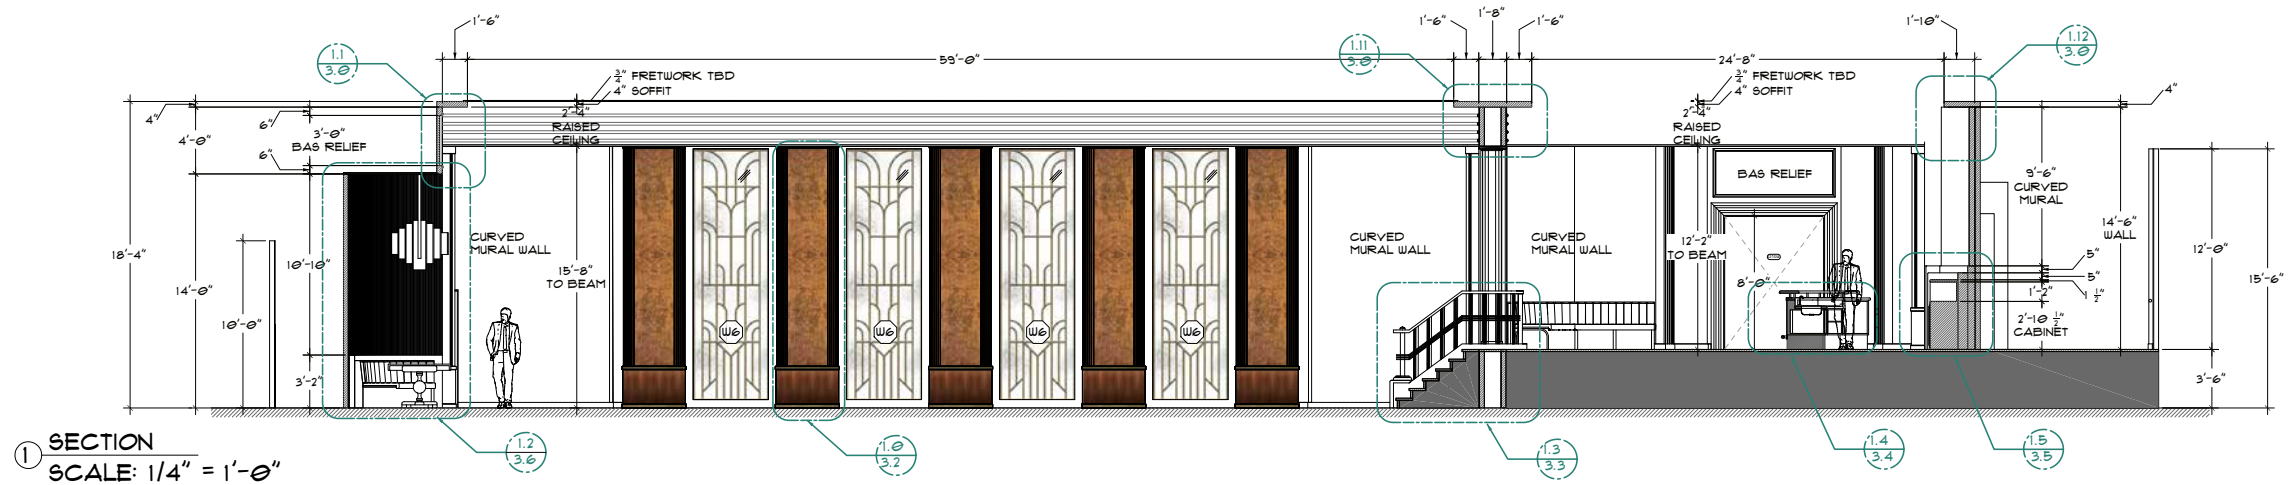 1'-6"
1'-6"
1'-8"
1'-6"
1'-10"
1.1
3.0
1.11
3.0
1.12
3.0
59'-0"
24'-8"
3/4" FRETWORK TBD
4" SOFFIT
3/4" FRETWORK TBD
4" SOFFIT
4"
4'-0"
6"
3'-0"
BAS RELIEF
6"
2'-4"
RAISED
CEILING
2'-4"
RAISED
CEILING
4"
BAS RELIEF
9'-6"
CURVED
MURAL
14'-6"
WALL
18'-4"
14'-0"
10'-0"
10'-10"
3'-2"
CURVED
MURAL WALL
15'-8"
TO BEAM
CURVED
MURAL WALL
CURVED
MURAL WALL
12'-2"
TO BEAM
8'-0"
5"
5"
1'-2"
1 1/2"
2'-10 1/2"
CABINET
12'-0"
15'-6"
3'-6"
W6
W6
W6
W6
1.2
3.6
1.0
3.2
1.3
3.3
1.4
3.4
1.5
3.5
1 SECTION
SCALE: 1/4" = 1'-0"